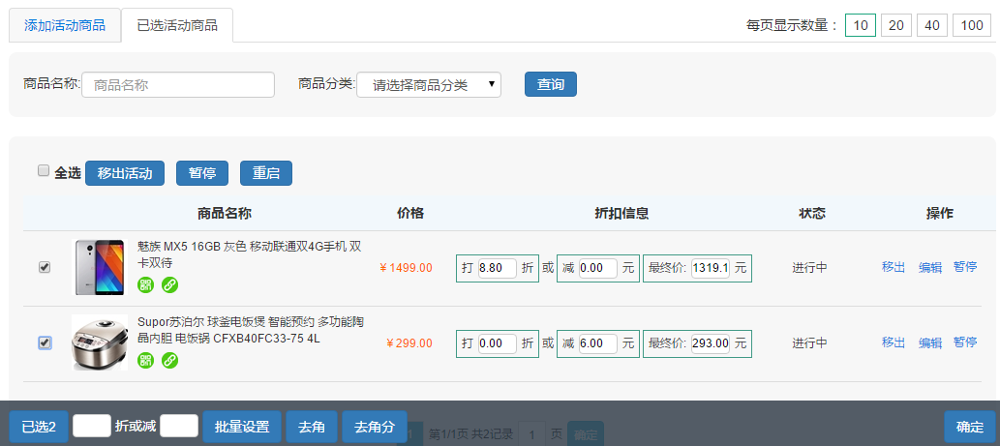 添加活动商品 已选活动商品 每页显示数量： 10 20 40 100
商品名称: 商品名称 商品分类: 请选择商品分类 查询
全选 移出活动 暂停 重启
商品名称 价格 折扣信息 状态 操作
魅族 MX5 16GB 灰色 移动联通双4G手机 双
卡双待
¥1499.00 打 8.80 折 或 减 0.00 元 最终价: 1319.1 元 进行中 移出 编辑 暂停
Supor苏泊尔 球釜电饭煲 智能预约 多功能陶
晶内胆 电饭锅 CFXB40FC33-75 4L
¥299.00 打 0.00 折 或 减 6.00 元 最终价: 293.00 元 进行中 移出 编辑 暂停
已选2 折或减 批量设置 去角 去角分 1 第1/1页 共2记录 1 页 确定 确定